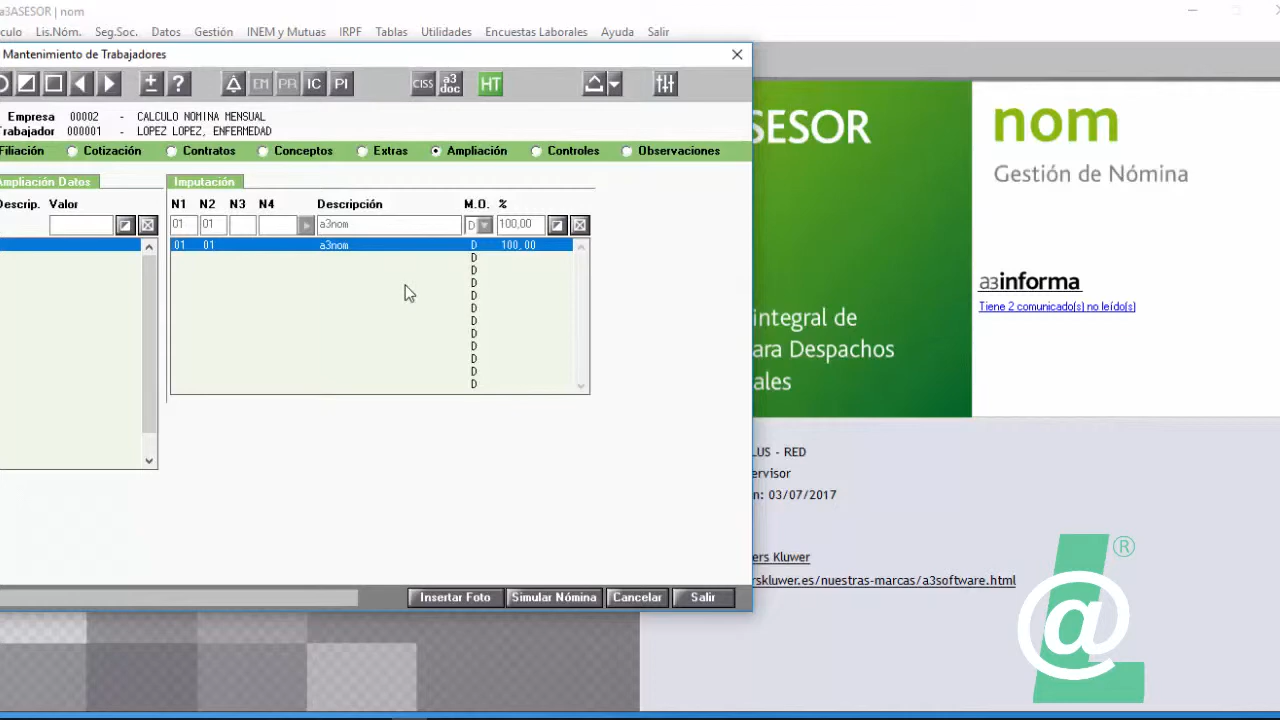 a3ASESOR | nom
culo Lis.Nóm. Seg.Soc. Datos Gestión INEM y Mutuas IRPF Tablas Utilidades Encuestas Laborales Ayuda Salir
Mantenimiento de Trabajadores
± ? EM PR IC PI CISS a3 doc HT
Empresa 00002 - CALCULO NOMINA MENSUAL
Trabajador 000001 - LOPEZ LOPEZ, ENFERMEDAD
Filiación Cotización Contratos Conceptos Extras Ampliación Controles Observaciones
Ampliación Datos Imputación
Descrip. Valor N1 N2 N3 N4 Descripción M.O. %
01 01 a3nom D 100,00
01 01 a3nom D 100,00
D
D
D
D
D
D
D
D
D
D
D
Insertar Foto Simular Nómina Cancelar Salir
SESOR
integral de
ara Despachos
ales
nom
Gestión de Nómina
a3informa
Tiene 2 comunicado(s) no leído(s)
LUS - RED
ervisor
n: 03/07/2017
ers Kluwer
rskluwer.es/nuestras-marcas/a3software.html
L@®